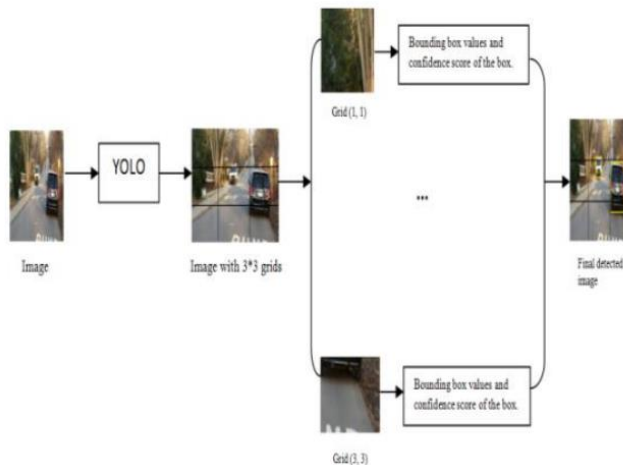 Image
YOLO
Image with 3*3 grids
Grid (1, 1)
Bounding box values and
confidence score of the box.
...
Grid (3, 3)
Bounding box values and
confidence score of the box.
Final detected
image